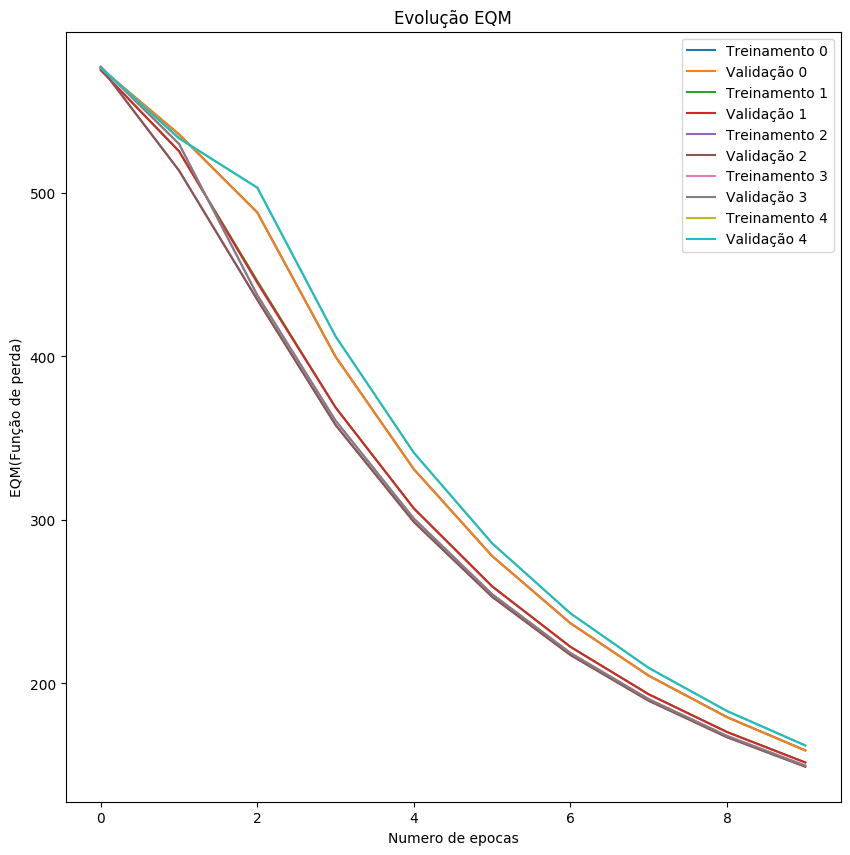 Evolução EQM
Treinamento 0
Validação 0
Treinamento 1
Validação 1
Treinamento 2
Validação 2
Treinamento 3
Validação 3
Treinamento 4
Validação 4
EQM(Função de perda)
500
400
300
200
0 2 4 6 8
Numero de epocas